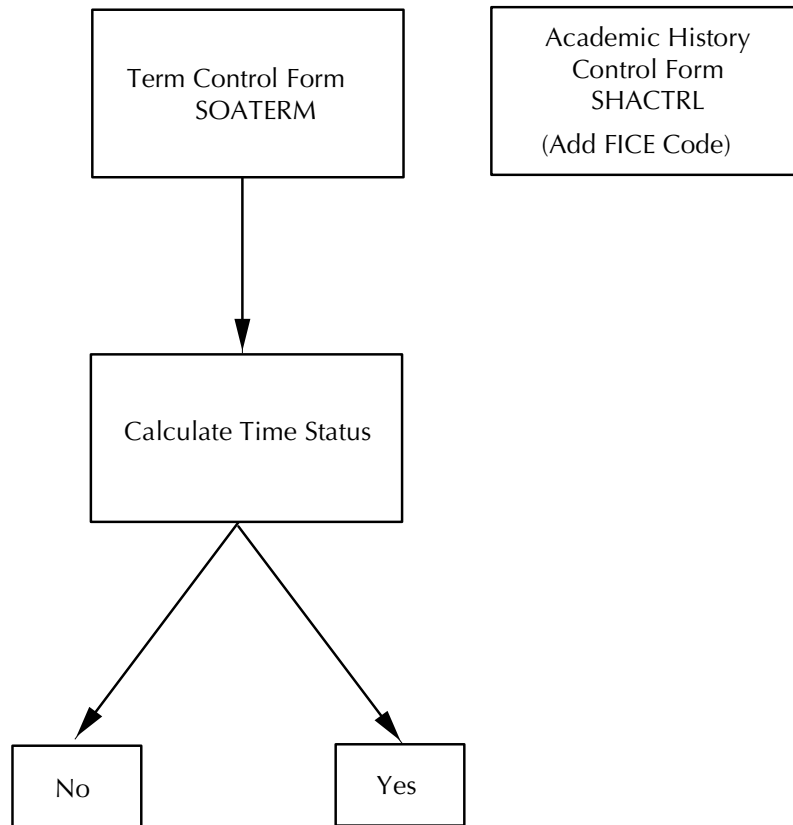 Term Control Form
SOATERM
Academic History
Control Form
SHACTRL
(Add FICE Code)
Calculate Time Status
No
Yes